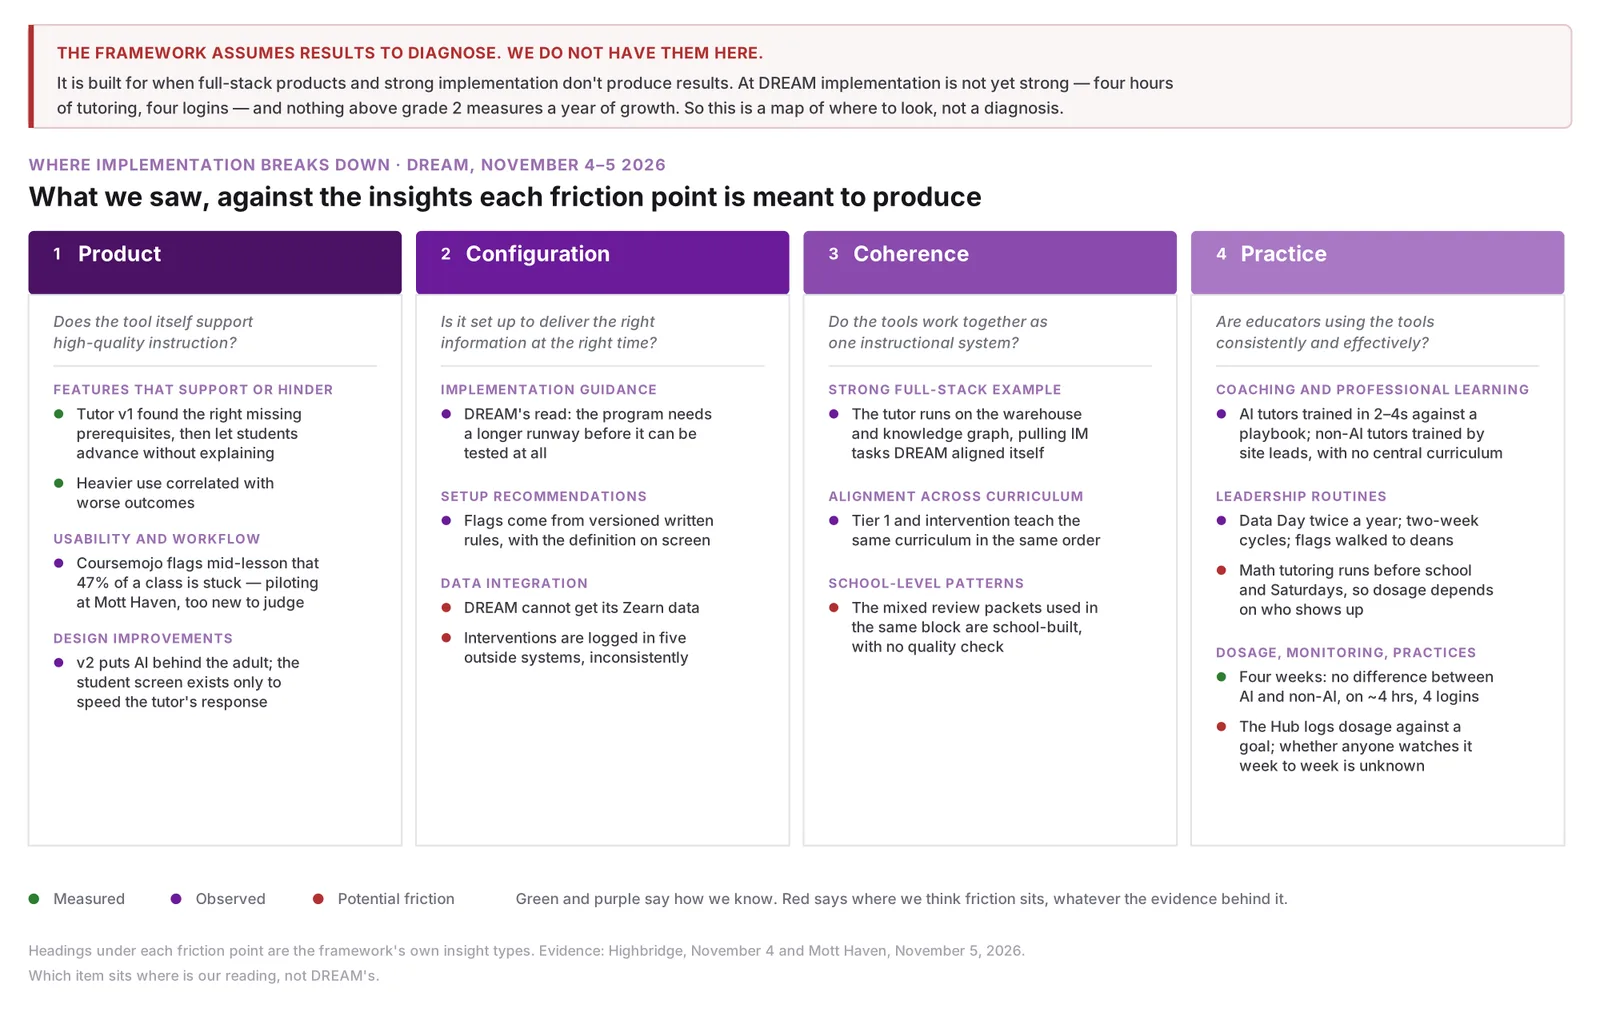 THE FRAMEWORK ASSUMES RESULTS TO DIAGNOSE. WE DO NOT HAVE THEM HERE.
It is built for when full-stack products and strong implementation don't produce results. At DREAM implementation is not yet strong — four hours
of tutoring, four logins — and nothing above grade 2 measures a year of growth. So this is a map of where to look, not a diagnosis.
WHERE IMPLEMENTATION BREAKS DOWN · DREAM, NOVEMBER 4–5 2026
What we saw, against the insights each friction point is meant to produce
1 Product
Does the tool itself support
high-quality instruction?
FEATURES THAT SUPPORT OR HINDER
Tutor v1 found the right missing
prerequisites, then let students
advance without explaining
Heavier use correlated with
worse outcomes
USABILITY AND WORKFLOW
Coursemojo flags mid-lesson that
47% of a class is stuck — piloting
at Mott Haven, too new to judge
DESIGN IMPROVEMENTS
v2 puts AI behind the adult; the
student screen exists only to
speed the tutor's response
2 Configuration
Is it set up to deliver the right
information at the right time?
IMPLEMENTATION GUIDANCE
DREAM's read: the program needs
a longer runway before it can be
tested at all
SETUP RECOMMENDATIONS
Flags come from versioned written
rules, with the definition on screen
DATA INTEGRATION
DREAM cannot get its Zearn data
Interventions are logged in five
outside systems, inconsistently
3 Coherence
Do the tools work together as
one instructional system?
STRONG FULL-STACK EXAMPLE
The tutor runs on the warehouse
and knowledge graph, pulling IM
tasks DREAM aligned itself
ALIGNMENT ACROSS CURRICULUM
Tier 1 and intervention teach the
same curriculum in the same order
SCHOOL-LEVEL PATTERNS
The mixed review packets used in
the same block are school-built,
with no quality check
4 Practice
Are educators using the tools
consistently and effectively?
COACHING AND PROFESSIONAL LEARNING
AI tutors trained in 2–4s against a
playbook; non-AI tutors trained by
site leads, with no central curriculum
LEADERSHIP ROUTINES
Data Day twice a year; two-week
cycles; flags walked to deans
Math tutoring runs before school
and Saturdays, so dosage depends
on who shows up
DOSAGE, MONITORING, PRACTICES
Four weeks: no difference between
AI and non-AI, on ~4 hrs, 4 logins
The Hub logs dosage against a
goal; whether anyone watches it
week to week is unknown
Measured
Observed
Potential friction
Green and purple say how we know. Red says where we think friction sits, whatever the evidence behind it.
Headings under each friction point are the framework's own insight types. Evidence: Highbridge, November 4 and Mott Haven, November 5, 2026.
Which item sits where is our reading, not DREAM's.